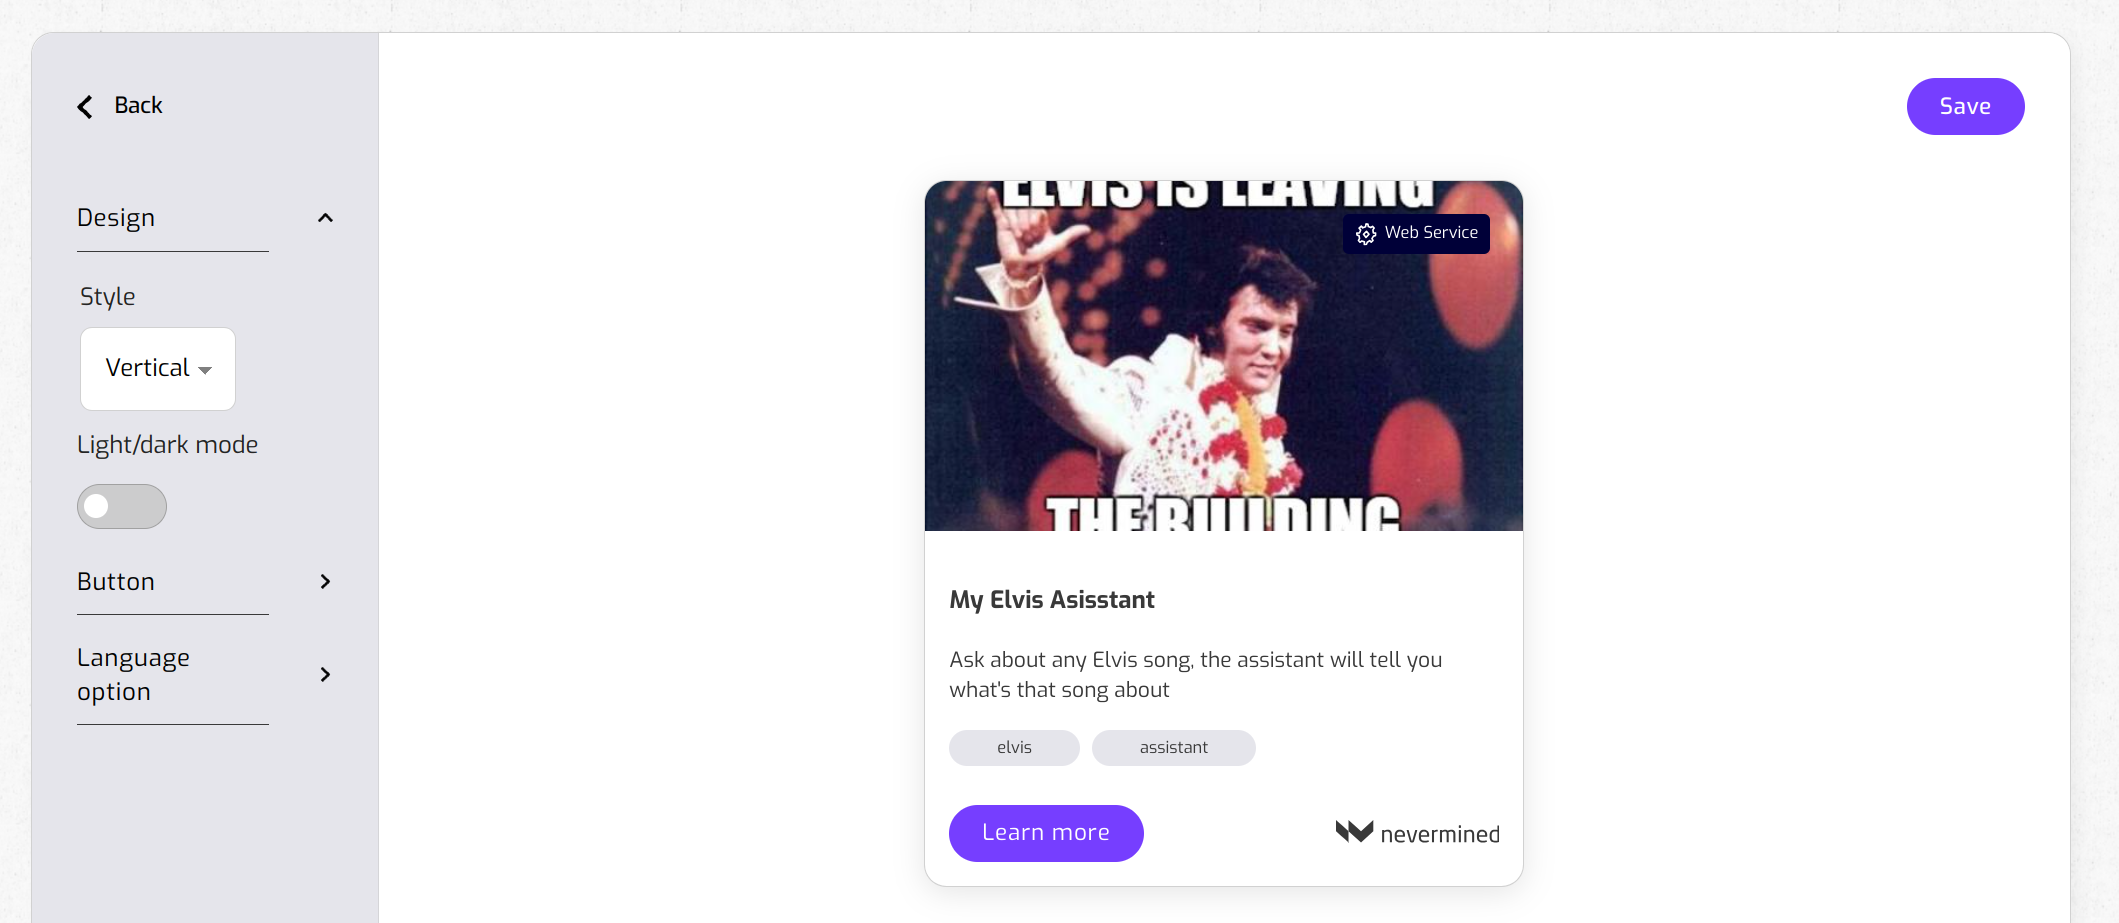 Back
Save
Design
Style
Vertical
Light/dark mode
Button
Language
option
ELVIS IS LEAVING
Web Service
THE BUILDING
My Elvis Asisstant
Ask about any Elvis song, the assistant will tell you
what's that song about
elvis
assistant
Learn more
nevermined